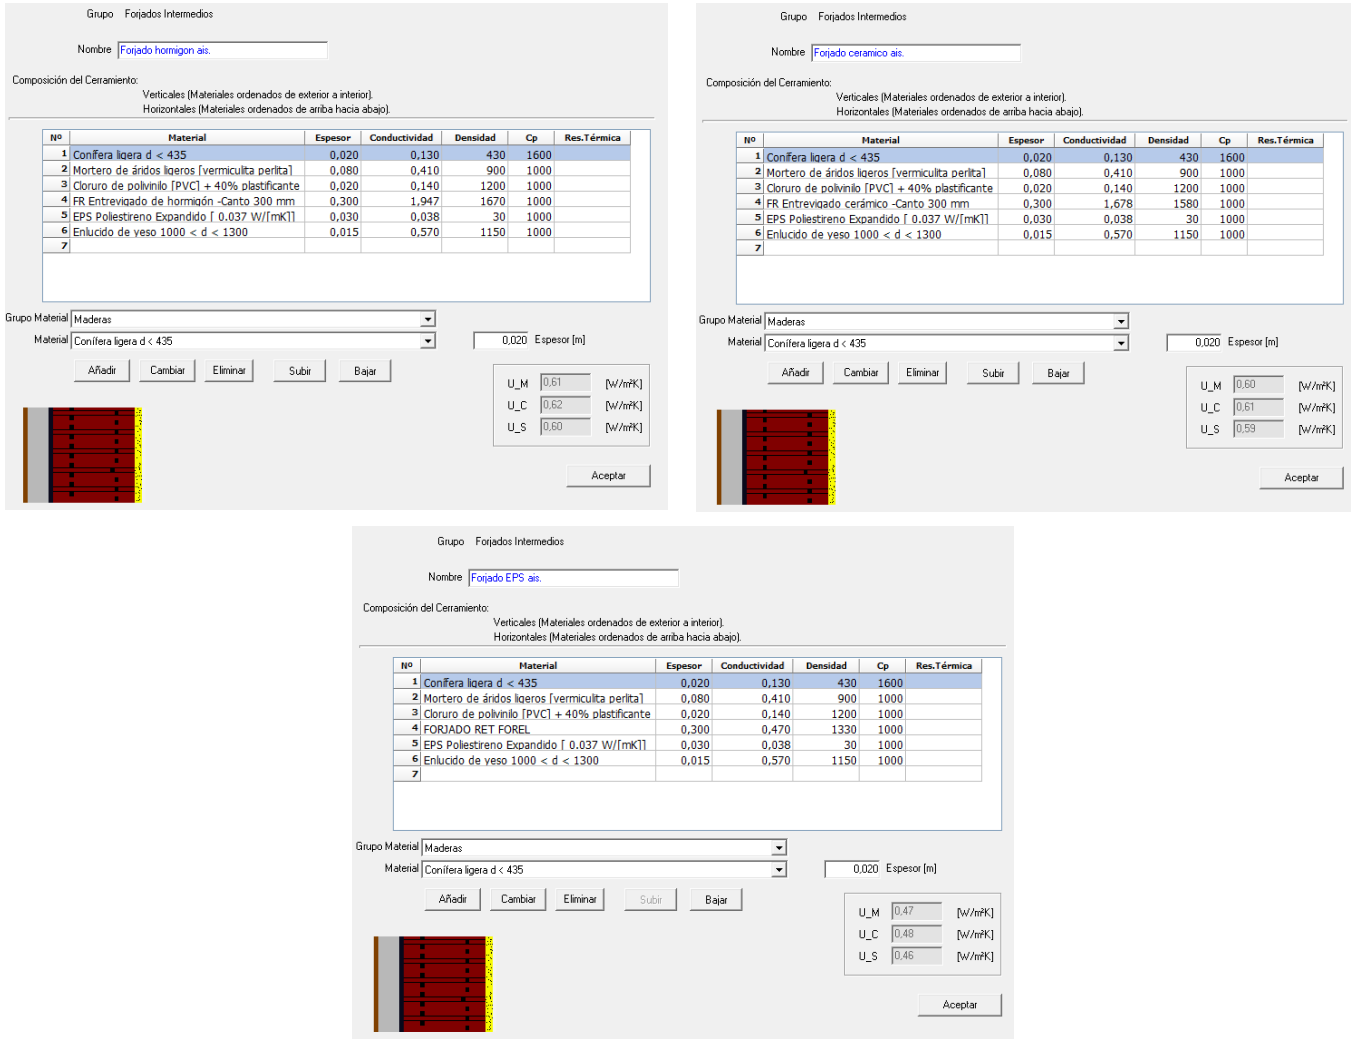 Grupo Forjados Intermedios
Nombre Forjado hormigon ais.
Composición del Cerramiento:
Verticales (Materiales ordenados de exterior a interior).
Horizontales (Materiales ordenados de arriba hacia abajo).
Nº Material Espesor Conductividad Densidad Cp Res.Térmica
1 Conífera ligera d < 435 0,020 0,130 430 1600
2 Mortero de áridos ligeros [vermiculita perlita] 0,080 0,410 900 1000
3 Cloruro de polivinilo [PVC] + 40% plastificante 0,020 0,140 1200 1000
4 FR Entrevigado de hormigón -Canto 300 mm 0,300 1,947 1670 1000
5 EPS Poliestireno Expandido [ 0.037 W/[mK]] 0,030 0,038 30 1000
6 Enlucido de yeso 1000 < d < 1300 0,015 0,570 1150 1000
7
Grupo Material Maderas
Material Conífera ligera d < 435 0,020 Espesor [m]
Añadir Cambiar Eliminar Subir Bajar
U_M 0,61 [W/m²K]
U_C 0,62 [W/m²K]
U_S 0,60 [W/m²K]
Aceptar
Grupo Forjados Intermedios
Nombre Forjado ceramico ais.
Composición del Cerramiento:
Verticales (Materiales ordenados de exterior a interior).
Horizontales (Materiales ordenados de arriba hacia abajo).
Nº Material Espesor Conductividad Densidad Cp Res.Térmica
1 Conífera ligera d < 435 0,020 0,130 430 1600
2 Mortero de áridos ligeros [vermiculita perlita] 0,080 0,410 900 1000
3 Cloruro de polivinilo [PVC] + 40% plastificante 0,020 0,140 1200 1000
4 FR Entrevigado cerámico -Canto 300 mm 0,300 1,678 1580 1000
5 EPS Poliestireno Expandido [ 0.037 W/[mK]] 0,030 0,038 30 1000
6 Enlucido de yeso 1000 < d < 1300 0,015 0,570 1150 1000
7
Grupo Material Maderas
Material Conífera ligera d < 435 0,020 Espesor [m]
Añadir Cambiar Eliminar Subir Bajar
U_M 0,60 [W/m²K]
U_C 0,61 [W/m²K]
U_S 0,59 [W/m²K]
Aceptar
Grupo Forjados Intermedios
Nombre Forjado EPS ais.
Composición del Cerramiento:
Verticales (Materiales ordenados de exterior a interior).
Horizontales (Materiales ordenados de arriba hacia abajo).
Nº Material Espesor Conductividad Densidad Cp Res.Térmica
1 Conífera ligera d < 435 0,020 0,130 430 1600
2 Mortero de áridos ligeros [vermiculita perlita] 0,080 0,410 900 1000
3 Cloruro de polivinilo [PVC] + 40% plastificante 0,020 0,140 1200 1000
4 FORJADO RET FOREL 0,300 0,470 1330 1000
5 EPS Poliestireno Expandido [ 0.037 W/[mK]] 0,030 0,038 30 1000
6 Enlucido de yeso 1000 < d < 1300 0,015 0,570 1150 1000
7
Grupo Material Maderas
Material Conífera ligera d < 435 0,020 Espesor [m]
Añadir Cambiar Eliminar Subir Bajar
U_M 0,47 [W/m²K]
U_C 0,48 [W/m²K]
U_S 0,46 [W/m²K]
Aceptar